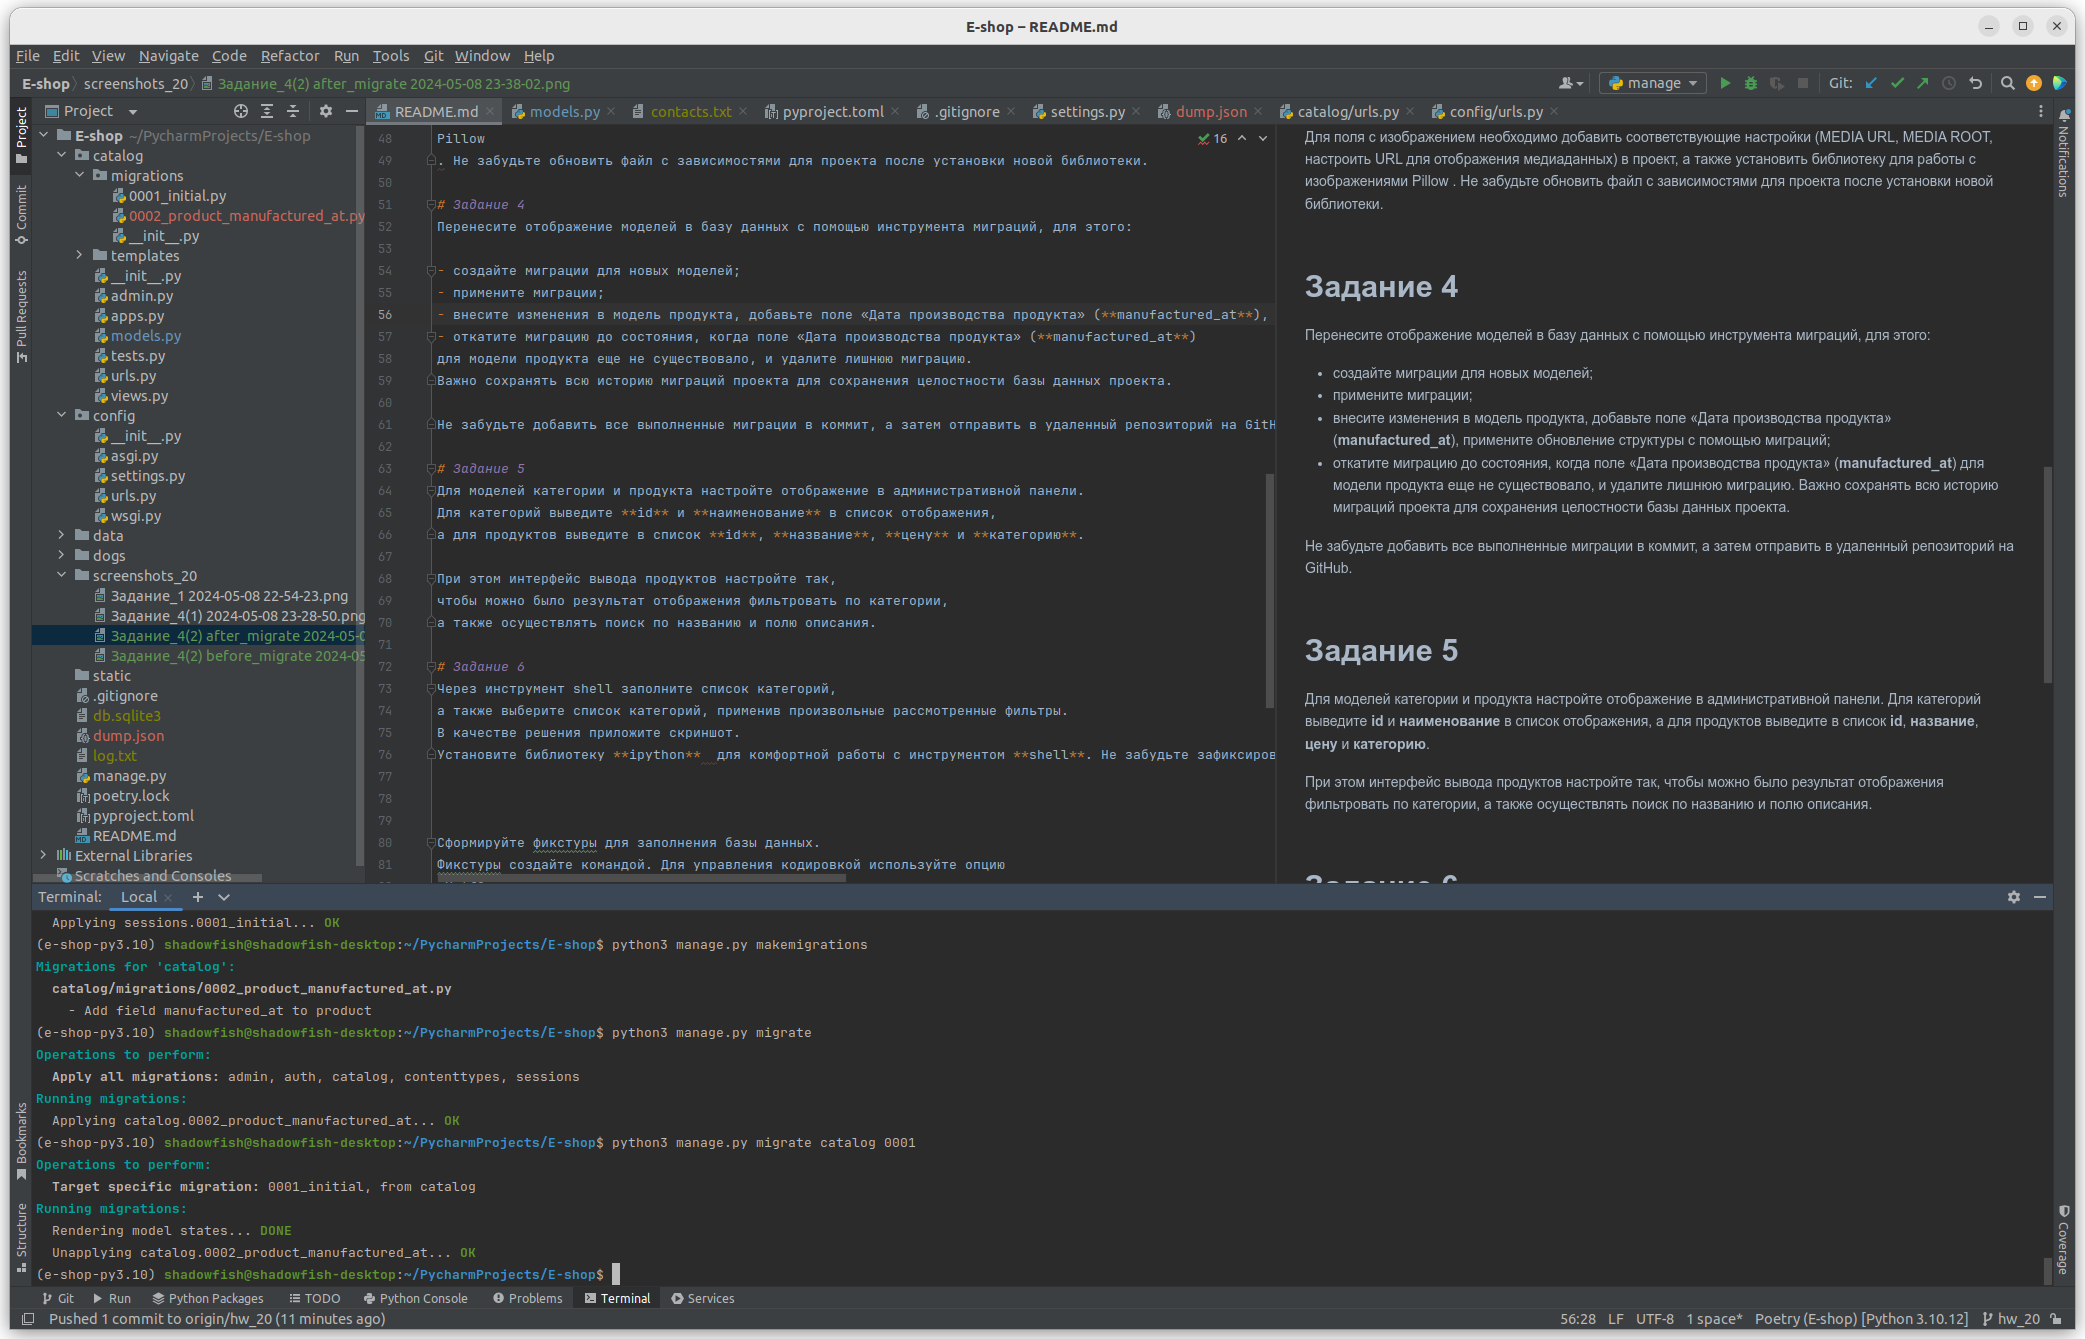 E-shop – README.md
File Edit View Navigate Code Refactor Run Tools Git Window Help
E-shop screenshots_20 Задание_4(2) after_migrate 2024-05-08 23-38-02.png
manage Git:
Project
README.md models.py contacts.txt pyproject.toml .gitignore settings.py dump.json catalog/urls.py config/urls.py
Project
Commit
Pull Requests
Bookmarks
Structure
Notifications
Coverage
E-shop ~/PycharmProjects/E-shop
catalog
migrations
0001_initial.py
0002_product_manufactured_at.py
__init__.py
templates
__init__.py
admin.py
apps.py
models.py
tests.py
urls.py
views.py
config
__init__.py
asgi.py
settings.py
urls.py
wsgi.py
data
dogs
screenshots_20
Задание_1 2024-05-08 22-54-23.png
Задание_4(1) 2024-05-08 23-28-50.png
Задание_4(2) after_migrate 2024-05-0
Задание_4(2) before_migrate 2024-05
static
.gitignore
db.sqlite3
dump.json
log.txt
manage.py
poetry.lock
pyproject.toml
README.md
External Libraries
Scratches and Consoles
16
48 Pillow
49 . Не забудьте обновить файл с зависимостями для проекта после установки новой библиотеки.
50
51 # Задание 4
52 Перенесите отображение моделей в базу данных с помощью инструмента миграций, для этого:
53
54 - создайте миграции для новых моделей;
55 - примените миграции;
56 - внесите изменения в модель продукта, добавьте поле «Дата производства продукта» (**manufactured_at**),
57 - откатите миграцию до состояния, когда поле «Дата производства продукта» (**manufactured_at**)
58 для модели продукта еще не существовало, и удалите лишнюю миграцию.
59 Важно сохранять всю историю миграций проекта для сохранения целостности базы данных проекта.
60
61 Не забудьте добавить все выполненные миграции в коммит, а затем отправить в удаленный репозиторий на GitH
62
63 # Задание 5
64 Для моделей категории и продукта настройте отображение в административной панели.
65 Для категорий выведите **id** и **наименование** в список отображения,
66 а для продуктов выведите в список **id**, **название**, **цену** и **категорию**.
67
68 При этом интерфейс вывода продуктов настройте так,
69 чтобы можно было результат отображения фильтровать по категории,
70 а также осуществлять поиск по названию и полю описания.
71
72 # Задание 6
73 Через инструмент shell заполните список категорий,
74 а также выберите список категорий, применив произвольные рассмотренные фильтры.
75 В качестве решения приложите скриншот.
76 Установите библиотеку **ipython** для комфортной работы с инструментом **shell**. Не забудьте зафиксиров
77
78
79
80 Сформируйте фикстуры для заполнения базы данных.
81 Фикстуры создайте командой. Для управления кодировкой используйте опцию
Для поля с изображением необходимо добавить соответствующие настройки (MEDIA URL, MEDIA ROOT,
настроить URL для отображения медиаданных) в проект, а также установить библиотеку для работы с
изображениями Pillow . Не забудьте обновить файл с зависимостями для проекта после установки новой
библиотеки.
Задание 4
Перенесите отображение моделей в базу данных с помощью инструмента миграций, для этого:
• создайте миграции для новых моделей;
• примените миграции;
• внесите изменения в модель продукта, добавьте поле «Дата производства продукта»
(manufactured_at), примените обновление структуры с помощью миграций;
• откатите миграцию до состояния, когда поле «Дата производства продукта» (manufactured_at) для
модели продукта еще не существовало, и удалите лишнюю миграцию. Важно сохранять всю историю
миграций проекта для сохранения целостности базы данных проекта.
Не забудьте добавить все выполненные миграции в коммит, а затем отправить в удаленный репозиторий на
GitHub.
Задание 5
Для моделей категории и продукта настройте отображение в административной панели. Для категорий
выведите id и наименование в список отображения, а для продуктов выведите в список id, название,
цену и категорию.
При этом интерфейс вывода продуктов настройте так, чтобы можно было результат отображения
фильтровать по категории, а также осуществлять поиск по названию и полю описания.
Задание 6
Terminal: Local
Applying sessions.0001_initial... OK
(e-shop-py3.10) shadowfish@shadowfish-desktop:~/PycharmProjects/E-shop$ python3 manage.py makemigrations
Migrations for 'catalog':
catalog/migrations/0002_product_manufactured_at.py
- Add field manufactured_at to product
(e-shop-py3.10) shadowfish@shadowfish-desktop:~/PycharmProjects/E-shop$ python3 manage.py migrate
Operations to perform:
Apply all migrations: admin, auth, catalog, contenttypes, sessions
Running migrations:
Applying catalog.0002_product_manufactured_at... OK
(e-shop-py3.10) shadowfish@shadowfish-desktop:~/PycharmProjects/E-shop$ python3 manage.py migrate catalog 0001
Operations to perform:
Target specific migration: 0001_initial, from catalog
Running migrations:
Rendering model states... DONE
Unapplying catalog.0002_product_manufactured_at... OK
(e-shop-py3.10) shadowfish@shadowfish-desktop:~/PycharmProjects/E-shop$
Git Run Python Packages TODO Python Console Problems Terminal Services
Pushed 1 commit to origin/hw_20 (11 minutes ago) 56:28 LF UTF-8 1 space* Poetry (E-shop) [Python 3.10.12] hw_20